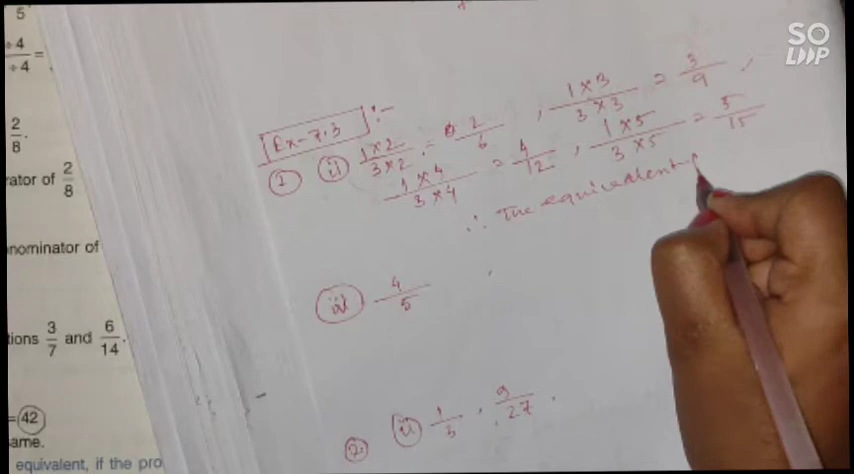 5
÷4
÷4 =
2/8.
rator of 2/8
nominator of
tions 3/7 and 6/14.
= 42
ame.
equivalent, if the pro
SO
LOOP
Ex-7.3 :-
1 ii) 1×2/3×2 = 2/6, 1×3/3×3 = 3/9,
1×4/3×4 = 4/12, 1×5/3×5 = 5/15
∴ The equivalent f
iii 4/5
2. ii 1/3, 9/27.